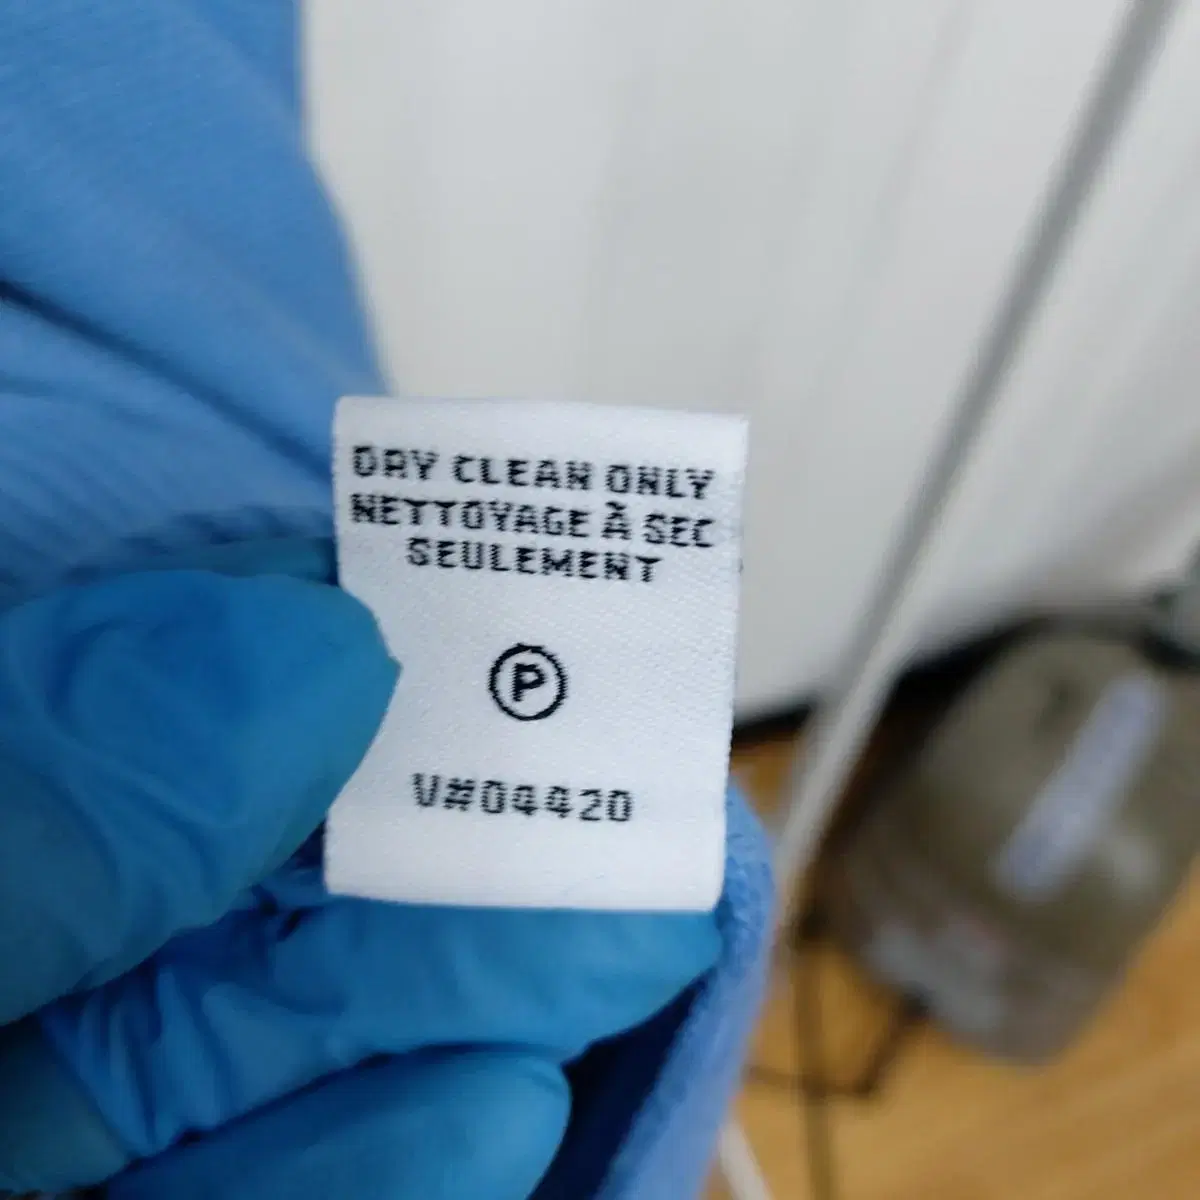 DRY CLEAN ONLY
NETTOYAGE À SEC
SEULEMENT
P
V#04420